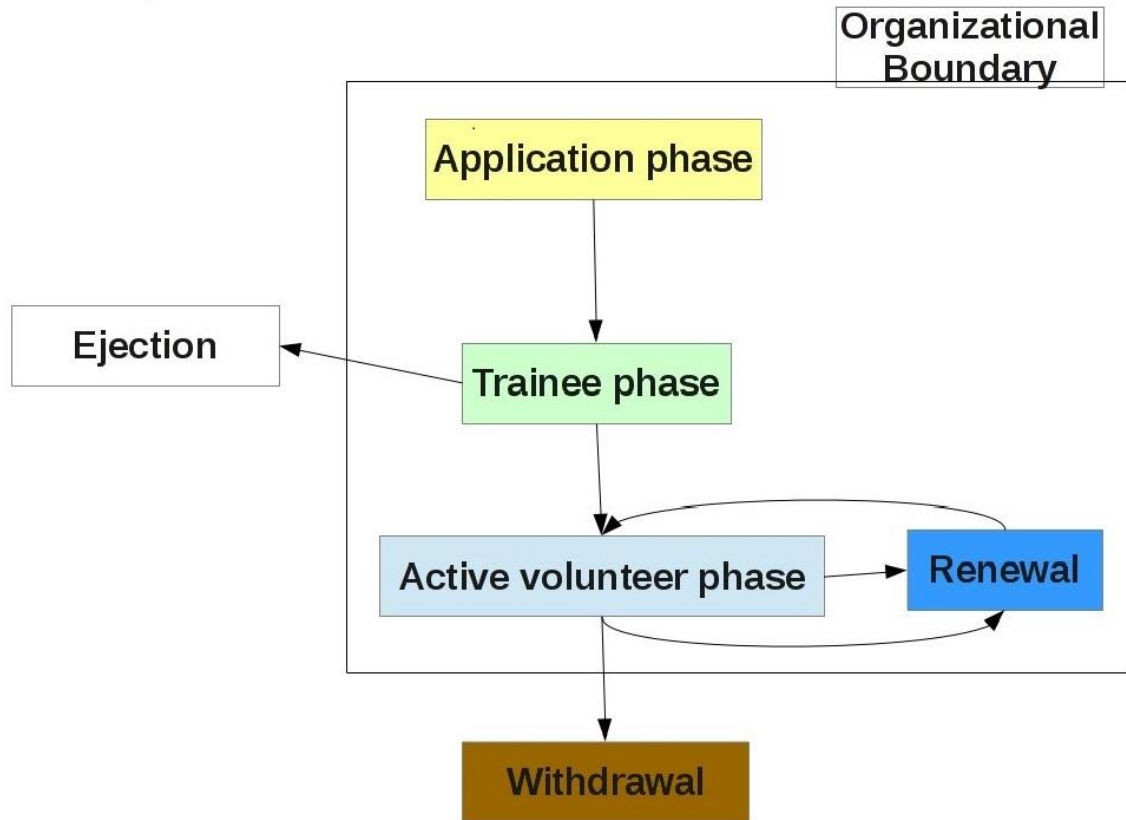 Organizational
Boundary
Application phase
Ejection
Trainee phase
Active volunteer phase
Renewal
Withdrawal